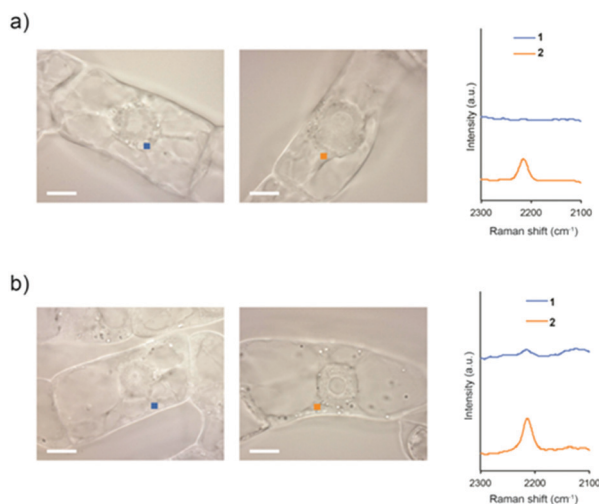 a)
1
2
Intensity (a.u.)
2300 2200 2100
Raman shift (cm⁻¹)
b)
1
2
Intensity (a.u.)
2300 2200 2100
Raman shift (cm⁻¹)